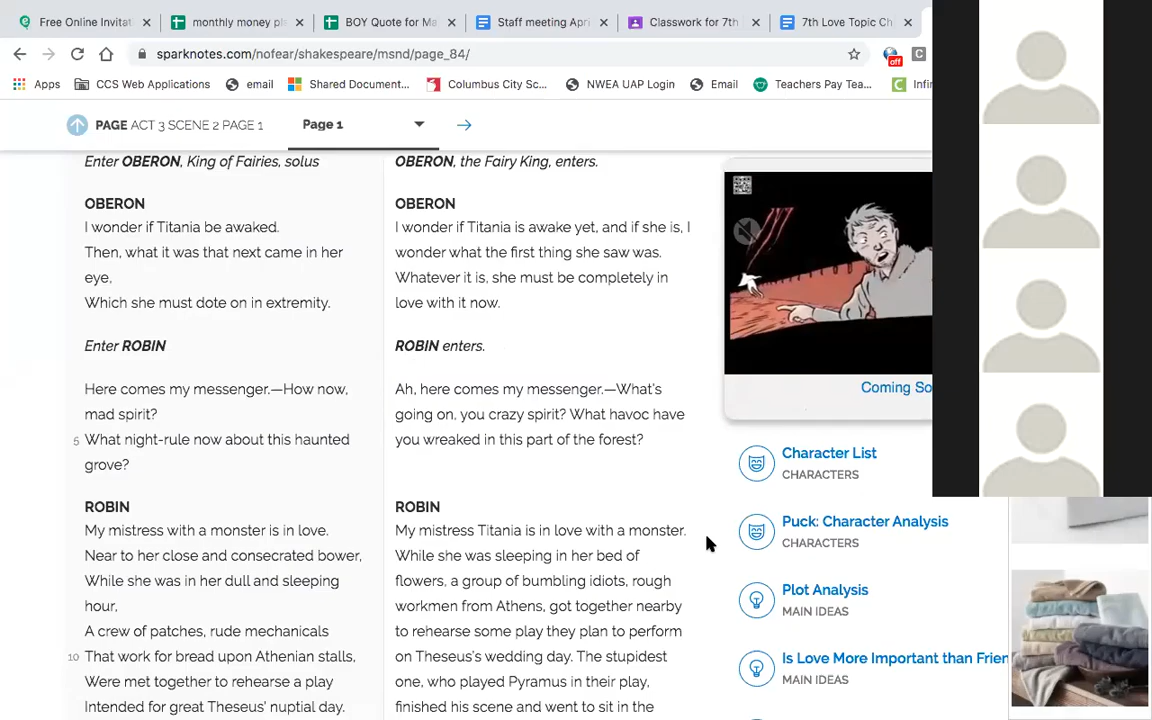 Free Online Invitat
monthly money pla
BOY Quote for Ma
Staff meeting Apri
Classwork for 7th
7th Love Topic Ch
sparknotes.com/nofear/shakespeare/msnd/page_84/
off
C
Apps
CCS Web Applications
email
Shared Document...
Columbus City Sc...
NWEA UAP Login
Email
Teachers Pay Tea...
Infin
PAGE ACT 3 SCENE 2 PAGE 1
Page 1
Enter OBERON, King of Fairies, solus
OBERON
I wonder if Titania be awaked.
Then, what it was that next came in her
eye,
Which she must dote on in extremity.
Enter ROBIN
Here comes my messenger.—How now,
mad spirit?
5 What night-rule now about this haunted
grove?
ROBIN
My mistress with a monster is in love.
Near to her close and consecrated bower,
While she was in her dull and sleeping
hour,
A crew of patches, rude mechanicals
10 That work for bread upon Athenian stalls,
Were met together to rehearse a play
Intended for great Theseus' nuptial day.
OBERON, the Fairy King, enters.
OBERON
I wonder if Titania is awake yet, and if she is, I
wonder what the first thing she saw was.
Whatever it is, she must be completely in
love with it now.
ROBIN enters.
Ah, here comes my messenger.—What's
going on, you crazy spirit? What havoc have
you wreaked in this part of the forest?
ROBIN
My mistress Titania is in love with a monster.
While she was sleeping in her bed of
flowers, a group of bumbling idiots, rough
workmen from Athens, got together nearby
to rehearse some play they plan to perform
on Theseus's wedding day. The stupidest
one, who played Pyramus in their play,
finished his scene and went to sit in the
Coming So
Character List
CHARACTERS
Puck: Character Analysis
CHARACTERS
Plot Analysis
MAIN IDEAS
Is Love More Important than Frien
MAIN IDEAS